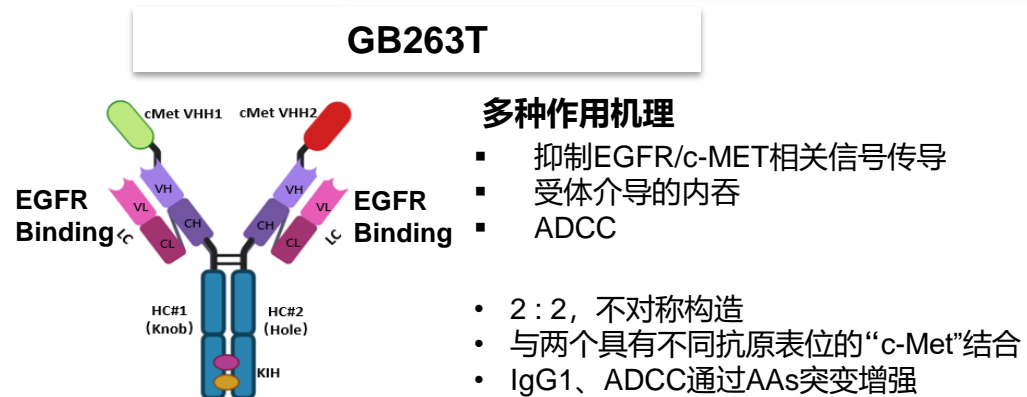 GB263T
cMet VHH1
cMet VHH2
VH
VH
VL
VL
CH
CH
CL
CL
LC
LC
EGFR
Binding
EGFR
Binding
HC#1
(Knob)
HC#2
(Hole)
KIH
多种作用机理
▪ 抑制EGFR/c-MET相关信号传导
▪ 受体介导的内吞
▪ ADCC
• 2 : 2，不对称构造
• 与两个具有不同抗原表位的“c-Met”结合
• IgG1、ADCC通过AAs突变增强